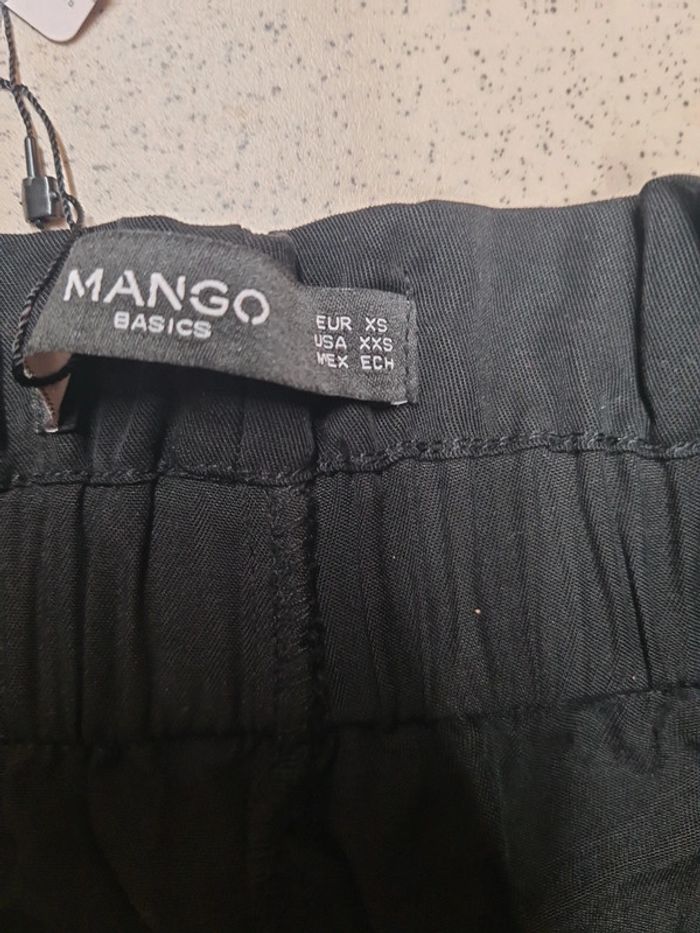 MANGO
BASICS
EUR XS
USA XXS
MEX ECH